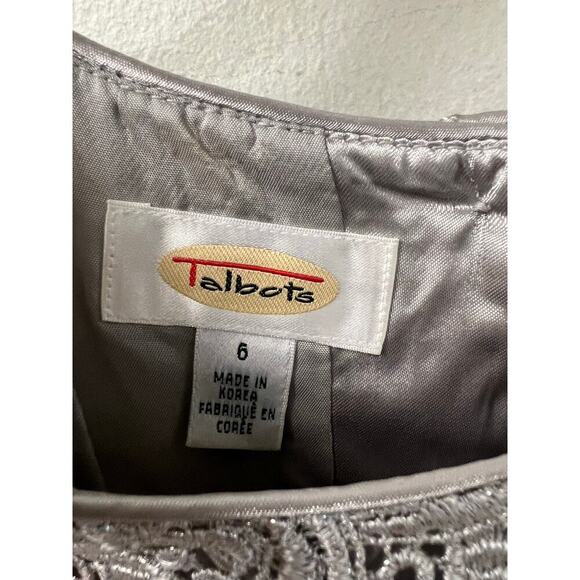 Talbots
6
MADE IN
KOREA
FABRIQUÉ EN
CORÉE